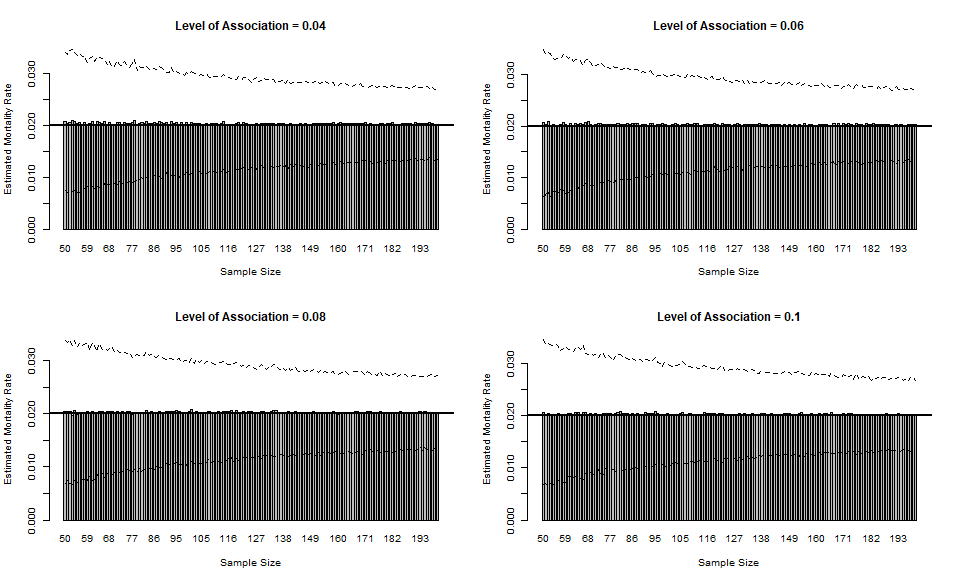 Level of Association = 0.04
Estimated Mortality Rate
0.000 0.010 0.020 0.030
50 59 68 77 86 95 105 116 127 138 149 160 171 182 193
Sample Size
Level of Association = 0.06
Estimated Mortality Rate
0.000 0.010 0.020 0.030
50 59 68 77 86 95 105 116 127 138 149 160 171 182 193
Sample Size
Level of Association = 0.08
Estimated Mortality Rate
0.000 0.010 0.020 0.030
50 59 68 77 86 95 105 116 127 138 149 160 171 182 193
Sample Size
Level of Association = 0.1
Estimated Mortality Rate
0.000 0.010 0.020 0.030
50 59 68 77 86 95 105 116 127 138 149 160 171 182 193
Sample Size